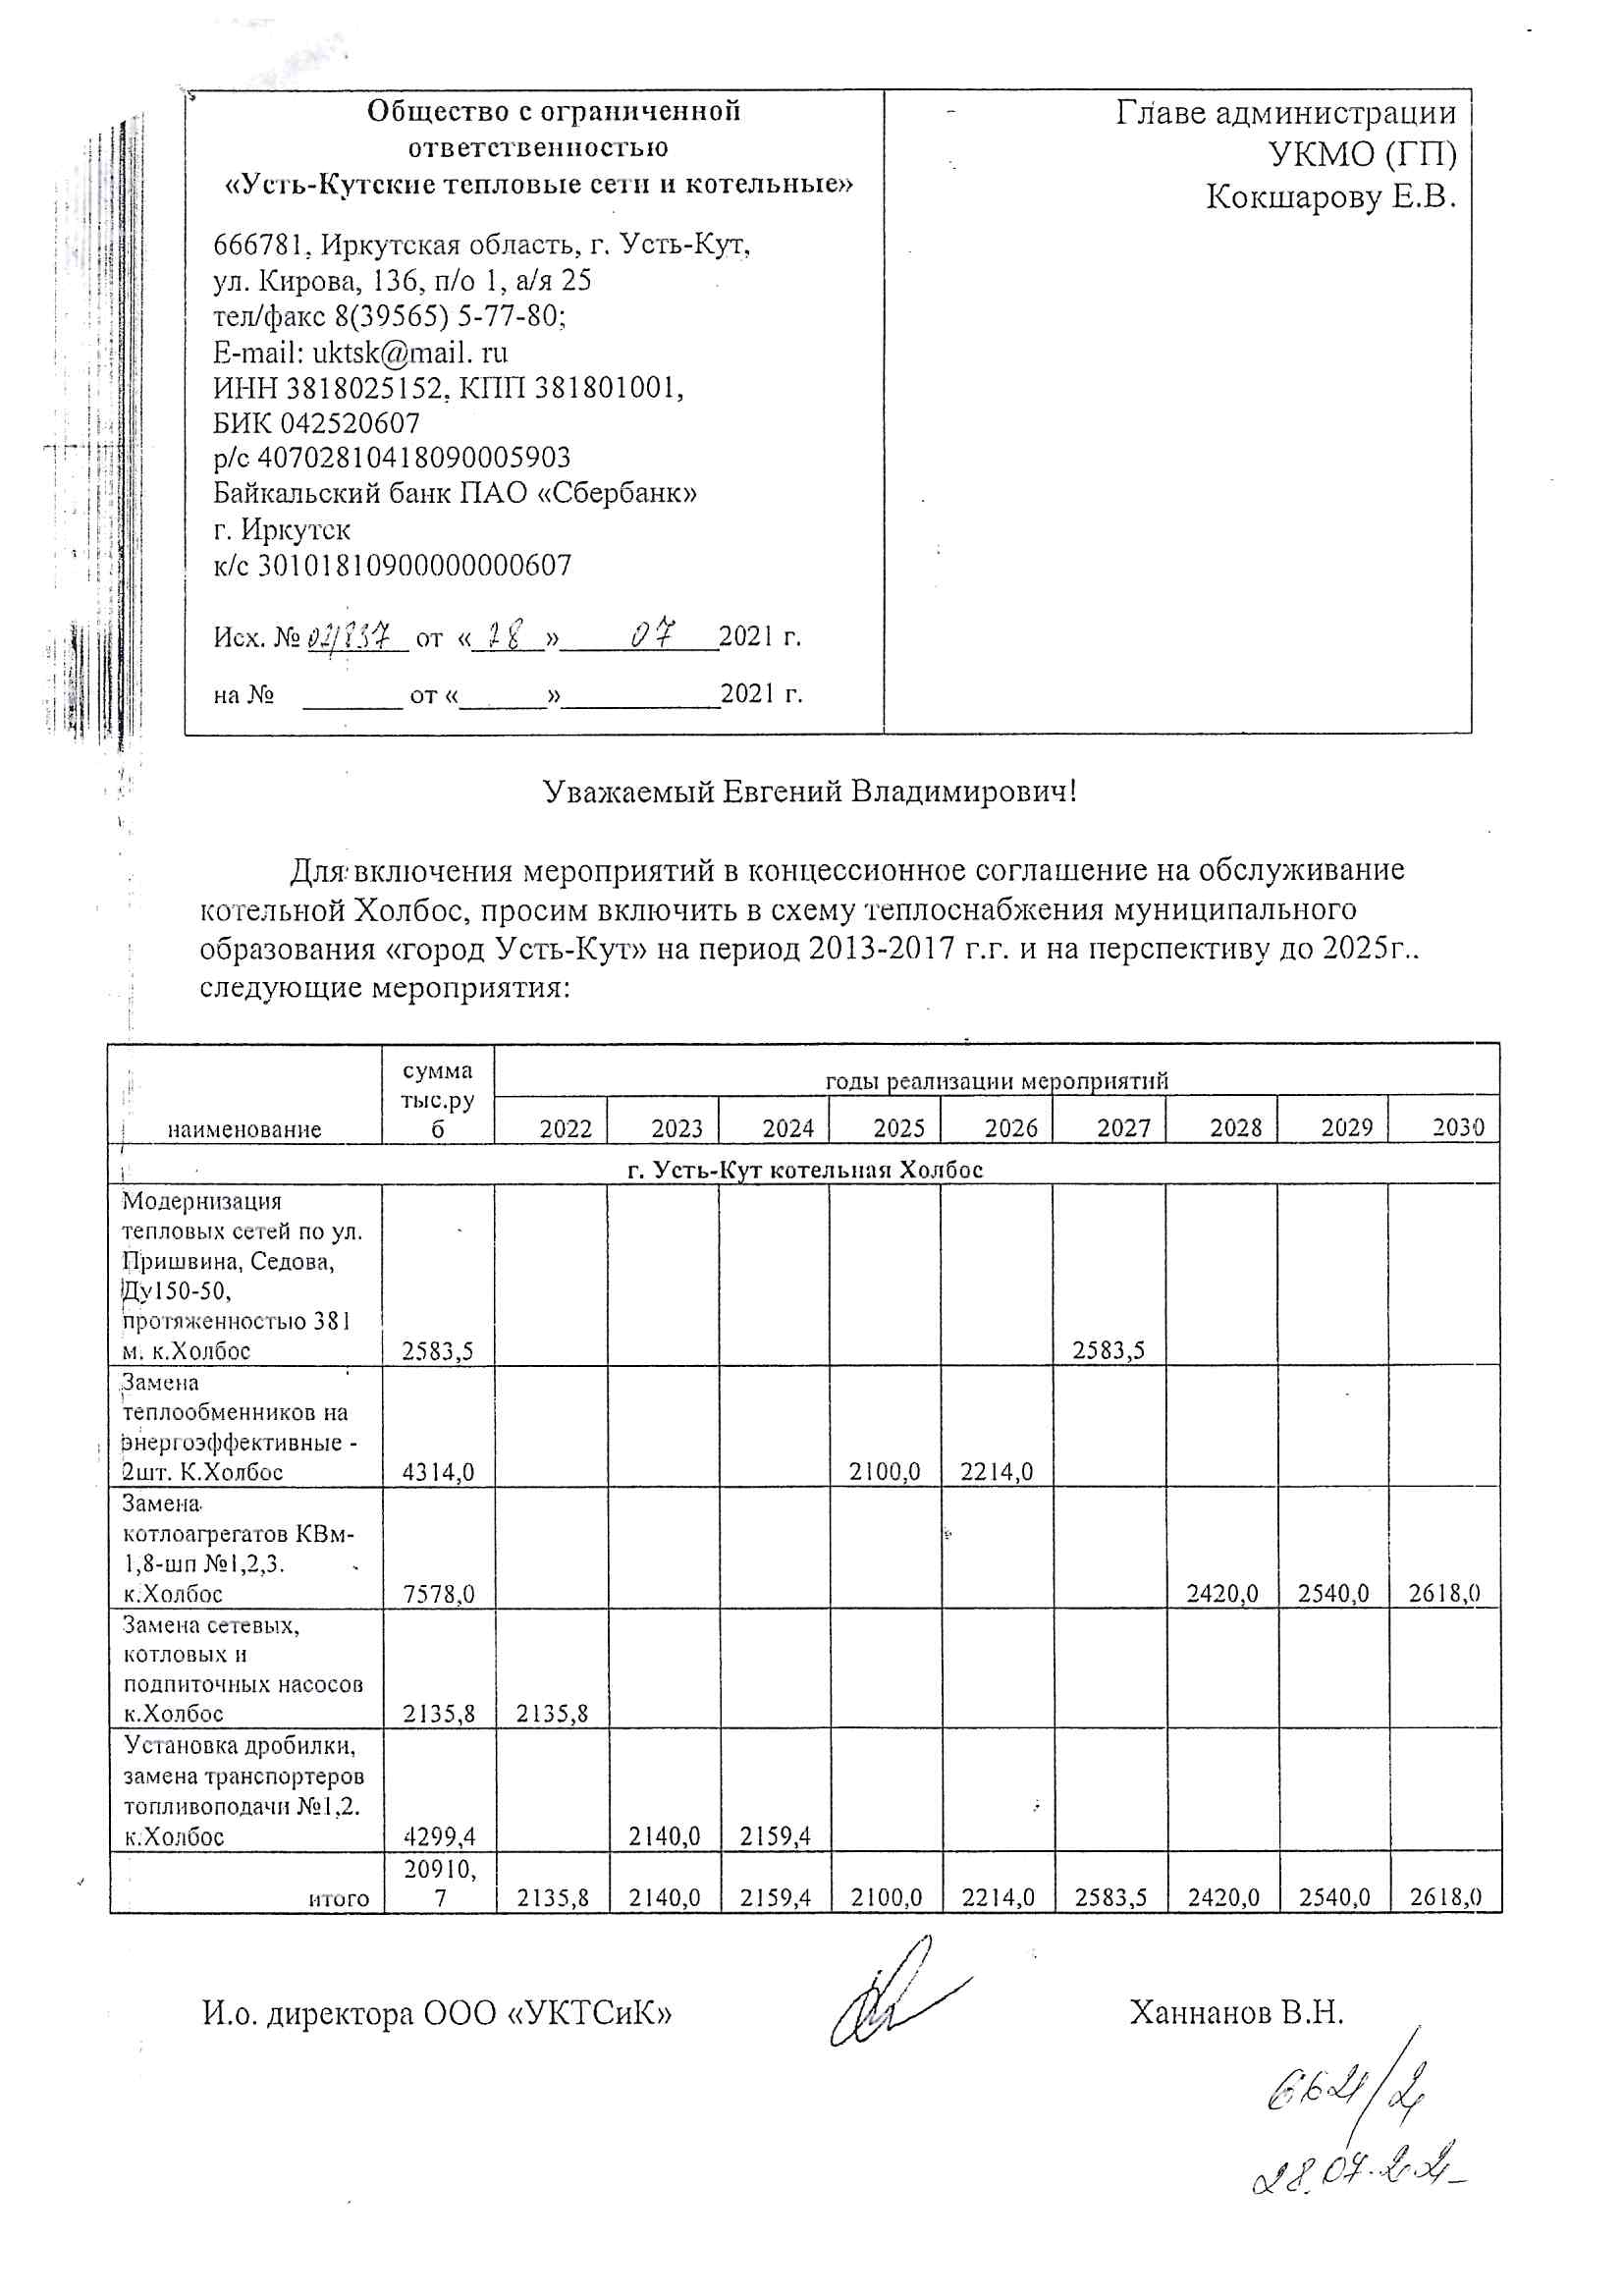 Общество с ограниченной
ответственностью
«Усть-Кутские тепловые сети и котельные»
666781, Иркутская область, г. Усть-Кут,
ул. Кирова, 136, п/о 1, а/я 25
тел/факс 8(39565) 5-77-80;
E-mail: uktsk@mail. ru
ИНН 3818025152, КПП 381801001,
БИК 042520607
р/с 40702810418090005903
Байкальский банк ПАО «Сбербанк»
г. Иркутск
к/с 30101810900000000607
Исх. № 02/837 от «28» 07 2021 г.
на № ______ от «______»__________2021 г.
Главе администрации
УКМО (ГП)
Кокшарову Е.В.
Уважаемый Евгений Владимирович!
Для включения мероприятий в концессионное соглашение на обслуживание
котельной Холбос, просим включить в схему теплоснабжения муниципального
образования «город Усть-Кут» на период 2013-2017 г.г. и на перспективу до 2025г..
следующие мероприятия:
наименование
сумма
тыс.ру
б
годы реализации мероприятий
2022 2023 2024 2025 2026 2027 2028 2029 2030
г. Усть-Кут котельная Холбос
Модернизация
тепловых сетей по ул.
Пришвина, Седова,
Ду150-50,
протяженностью 381
м. к.Холбос 2583,5 2583,5
Замена
теплообменников на
энергоэффективные -
2шт. К.Холбос 4314,0 2100,0 2214,0
Замена
котлоагрегатов КВм-
1,8-шп №1,2,3.
к.Холбос 7578,0 2420,0 2540,0 2618,0
Замена сетевых,
котловых и
подпиточных насосов
к.Холбос 2135,8 2135,8
Установка дробилки,
замена транспортеров
топливоподачи №1,2.
к.Холбос 4299,4 2140,0 2159,4
20910,
итого 7 2135,8 2140,0 2159,4 2100,0 2214,0 2583,5 2420,0 2540,0 2618,0
И.о. директора ООО «УКТСиК» Ханнанов В.Н.